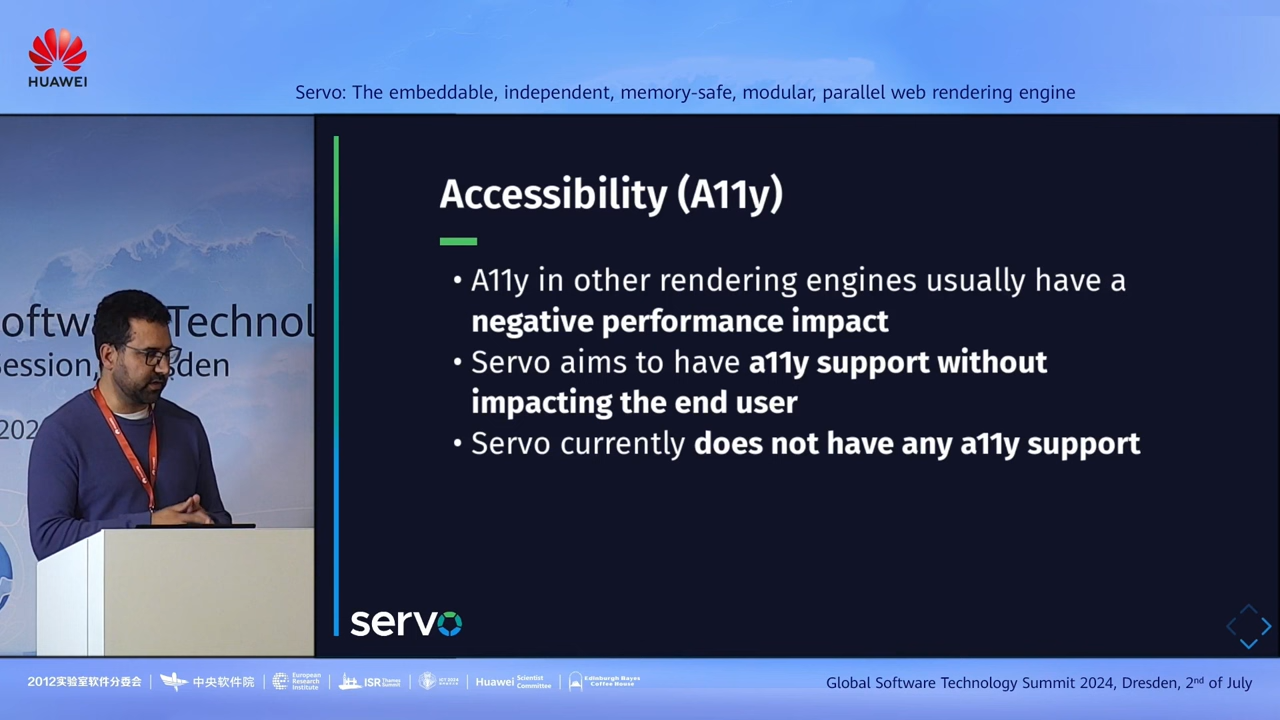 HUAWEI
Servo: The embeddable, independent, memory-safe, modular, parallel web rendering engine
oftw Technol
ession, den
202
Accessibility (A11y)
• A11y in other rendering engines usually have a
negative performance impact
• Servo aims to have a11y support without
impacting the end user
• Servo currently does not have any a11y support
servo
2012实验室软件分委会
中央软件院
European
Research
Institute
ISR
Huawei Scientist
Committee
Edinburgh Bayes
Coffee House
Global Software Technology Summit 2024, Dresden, 2nd of July